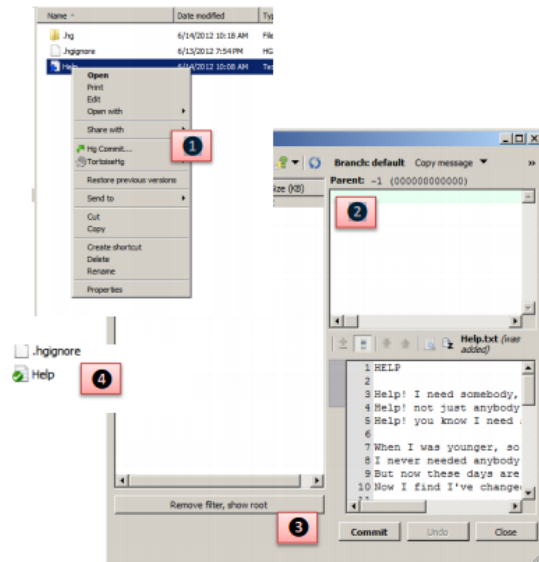 Name
Date modified
.hg
6/14/2012 10:18 AM
File
.hgignore
6/13/2012 7:54 PM
HG
Help
6/14/2012 10:08 AM
Open
Print
Edit
Open with
Share with
Hg Commit...
TortoiseHg
Restore previous versions
Send to
Cut
Copy
Create shortcut
Delete
Rename
Properties
1
Branch: default Copy message
»
Size (KB)
Parent: -1 (000000000000)
2
.hgignore
Help
4
Help.txt (was
added)
1 HELP
2
3 Help! I need somebody,
4 Help! not just anybody
5 Help! you know I need
6
7 When I was younger, so
8 I never needed anybody
9 But now these days are
10 Now I find I've change
Remove filter, show root
3
Commit
Undo
Close